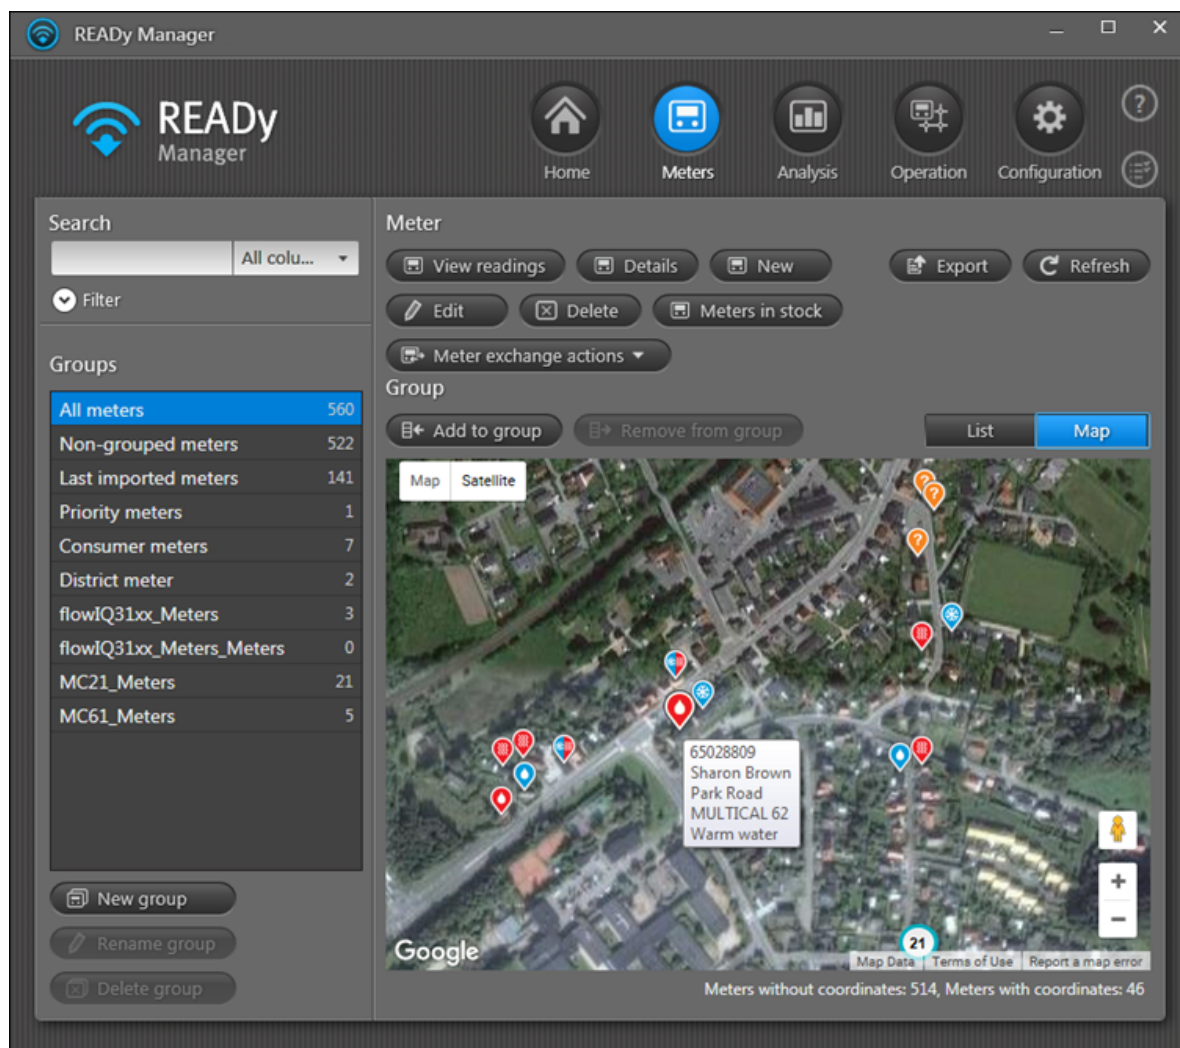 READy Manager
READy
Manager
Home
Meters
Analysis
Operation
Configuration
?
Search
All colu...
Filter
Groups
All meters 560
Non-grouped meters 522
Last imported meters 141
Priority meters 1
Consumer meters 7
District meter 2
flowIQ31xx_Meters 3
flowIQ31xx_Meters_Meters 0
MC21_Meters 21
MC61_Meters 5
New group
Rename group
Delete group
Meter
View readings
Details
New
Export
Refresh
Edit
Delete
Meters in stock
Meter exchange actions
Group
Add to group
Remove from group
List
Map
Map
Satellite
?
?
?
65028809
Sharon Brown
Park Road
MULTICAL 62
Warm water
+
−
21
Google
Map Data
Terms of Use
Report a map error
Meters without coordinates: 514, Meters with coordinates: 46